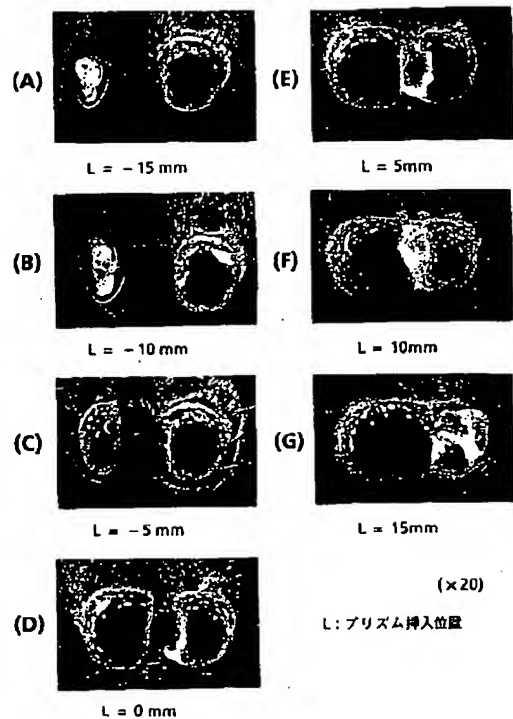 (A)
L = −15 mm
(B)
L = −10 mm
(C)
L = −5 mm
(D)
L = 0 mm
(E)
L = 5mm
(F)
L = 10mm
(G)
L = 15mm
(×20)
L : プリズム挿入位置